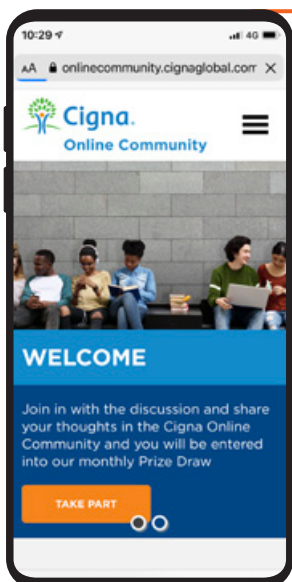 10:29
4G
AA onlinecommunity.cignaglobal.com
Cigna.
Online Community
WELCOME
Join in with the discussion and share
your thoughts in the Cigna Online
Community and you will be entered
into our monthly Prize Draw
TAKE PART